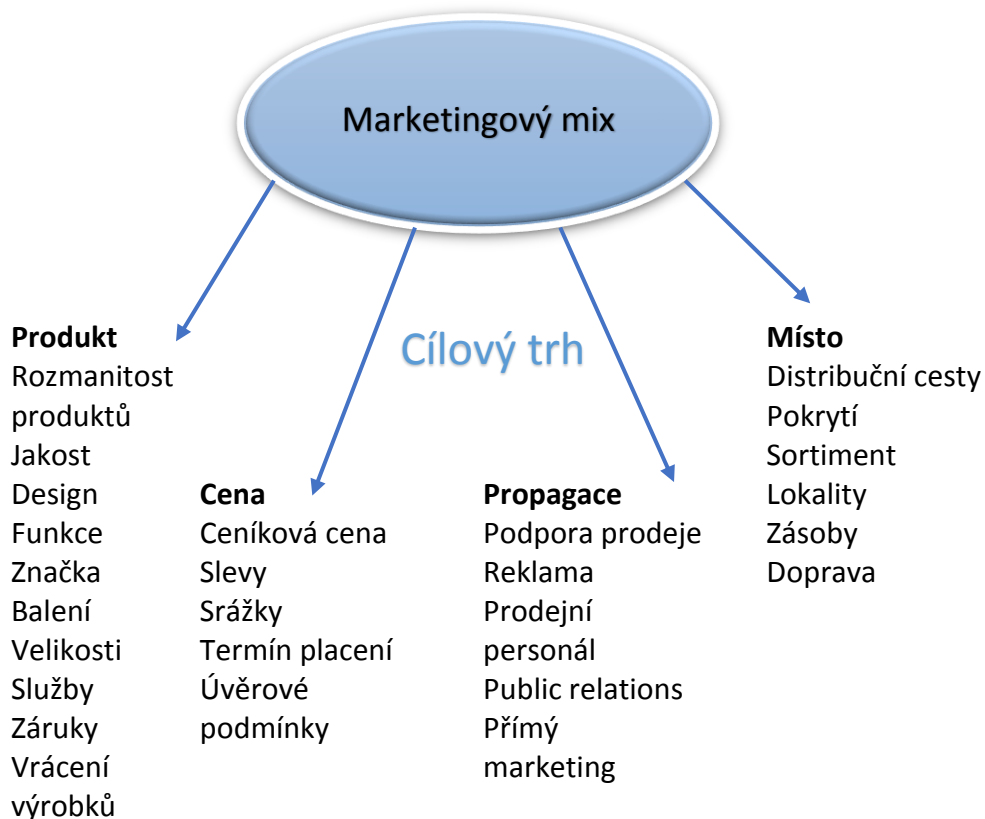 Marketingový mix
Cílový trh
Produkt
Rozmanitost
produktů
Jakost
Design
Funkce
Značka
Balení
Velikosti
Služby
Záruky
Vrácení
výrobků
Cena
Ceníková cena
Slevy
Srážky
Termín placení
Úvěrové
podmínky
Propagace
Podpora prodeje
Reklama
Prodejní
personál
Public relations
Přímý
marketing
Místo
Distribuční cesty
Pokrytí
Sortiment
Lokality
Zásoby
Doprava